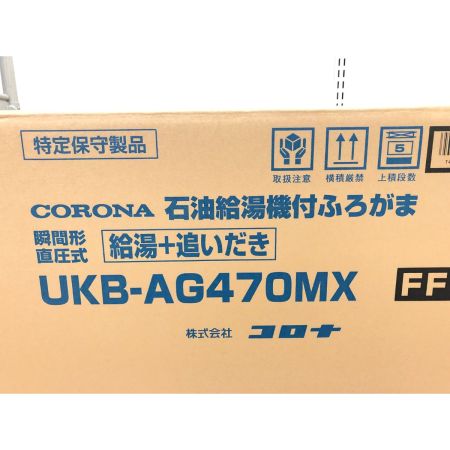 特定保守製品
5
取扱注意 横積厳禁 上積段数
CORONA 石油給湯機付ふろがま
瞬間形
直圧式
給湯+追いだき
UKB-AG470MX FF
株式会社 コロナ